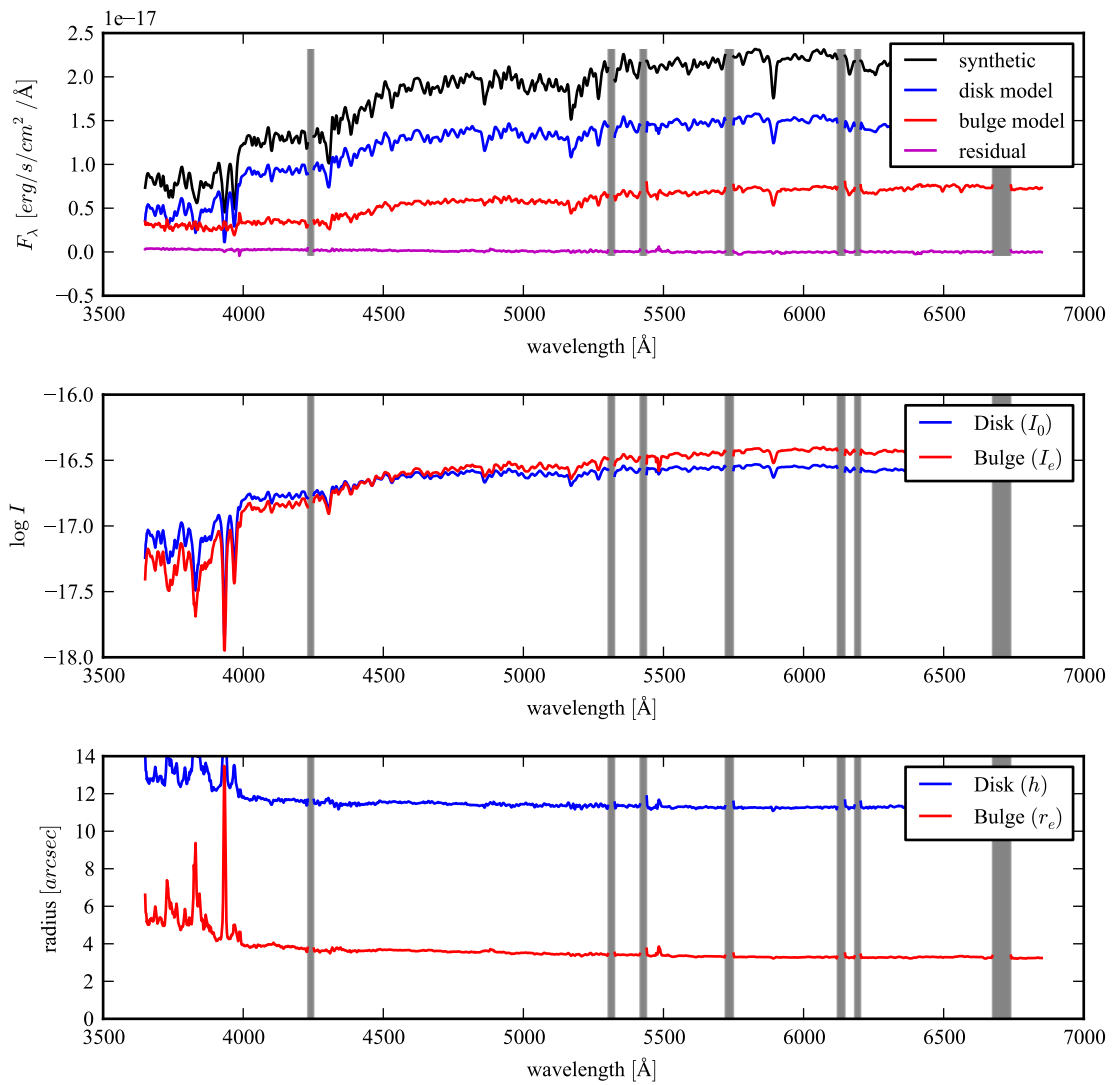 1e−17
2.5
2.0
1.5
1.0
0.5
0.0
−0.5
F_λ [erg/s/cm² /Å]
synthetic
disk model
bulge model
residual
3500 4000 4500 5000 5500 6000 6500 7000
wavelength [Å]
−16.0
−16.5
−17.0
−17.5
−18.0
log I
Disk (I_0)
Bulge (I_e)
3500 4000 4500 5000 5500 6000 6500 7000
wavelength [Å]
14
12
10
8
6
4
2
0
radius [arcsec]
Disk (h)
Bulge (r_e)
3500 4000 4500 5000 5500 6000 6500 7000
wavelength [Å]